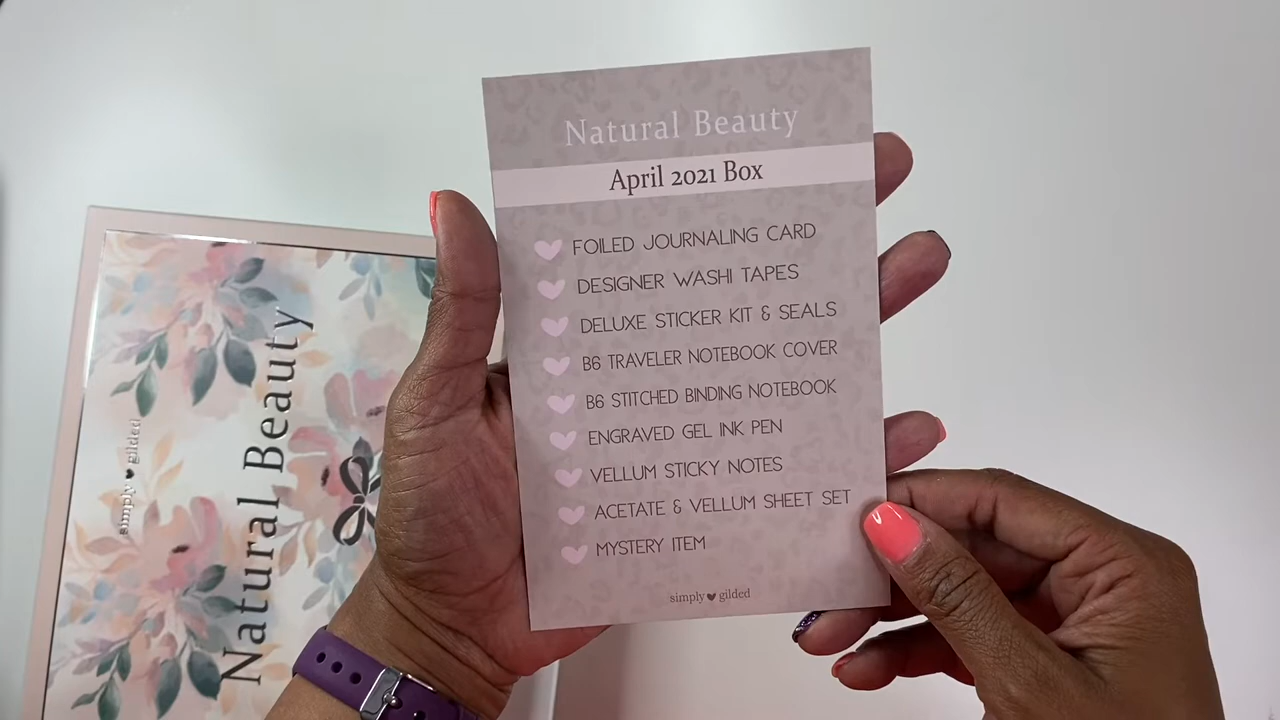 Natural Beauty
April 2021 Box
FOILED JOURNALING CARD
DESIGNER WASHI TAPES
DELUXE STICKER KIT & SEALS
B6 TRAVELER NOTEBOOK COVER
B6 STITCHED BINDING NOTEBOOK
ENGRAVED GEL INK PEN
VELLUM STICKY NOTES
ACETATE & VELLUM SHEET SET
MYSTERY ITEM
simply gilded
Natural Beauty
simply gilded